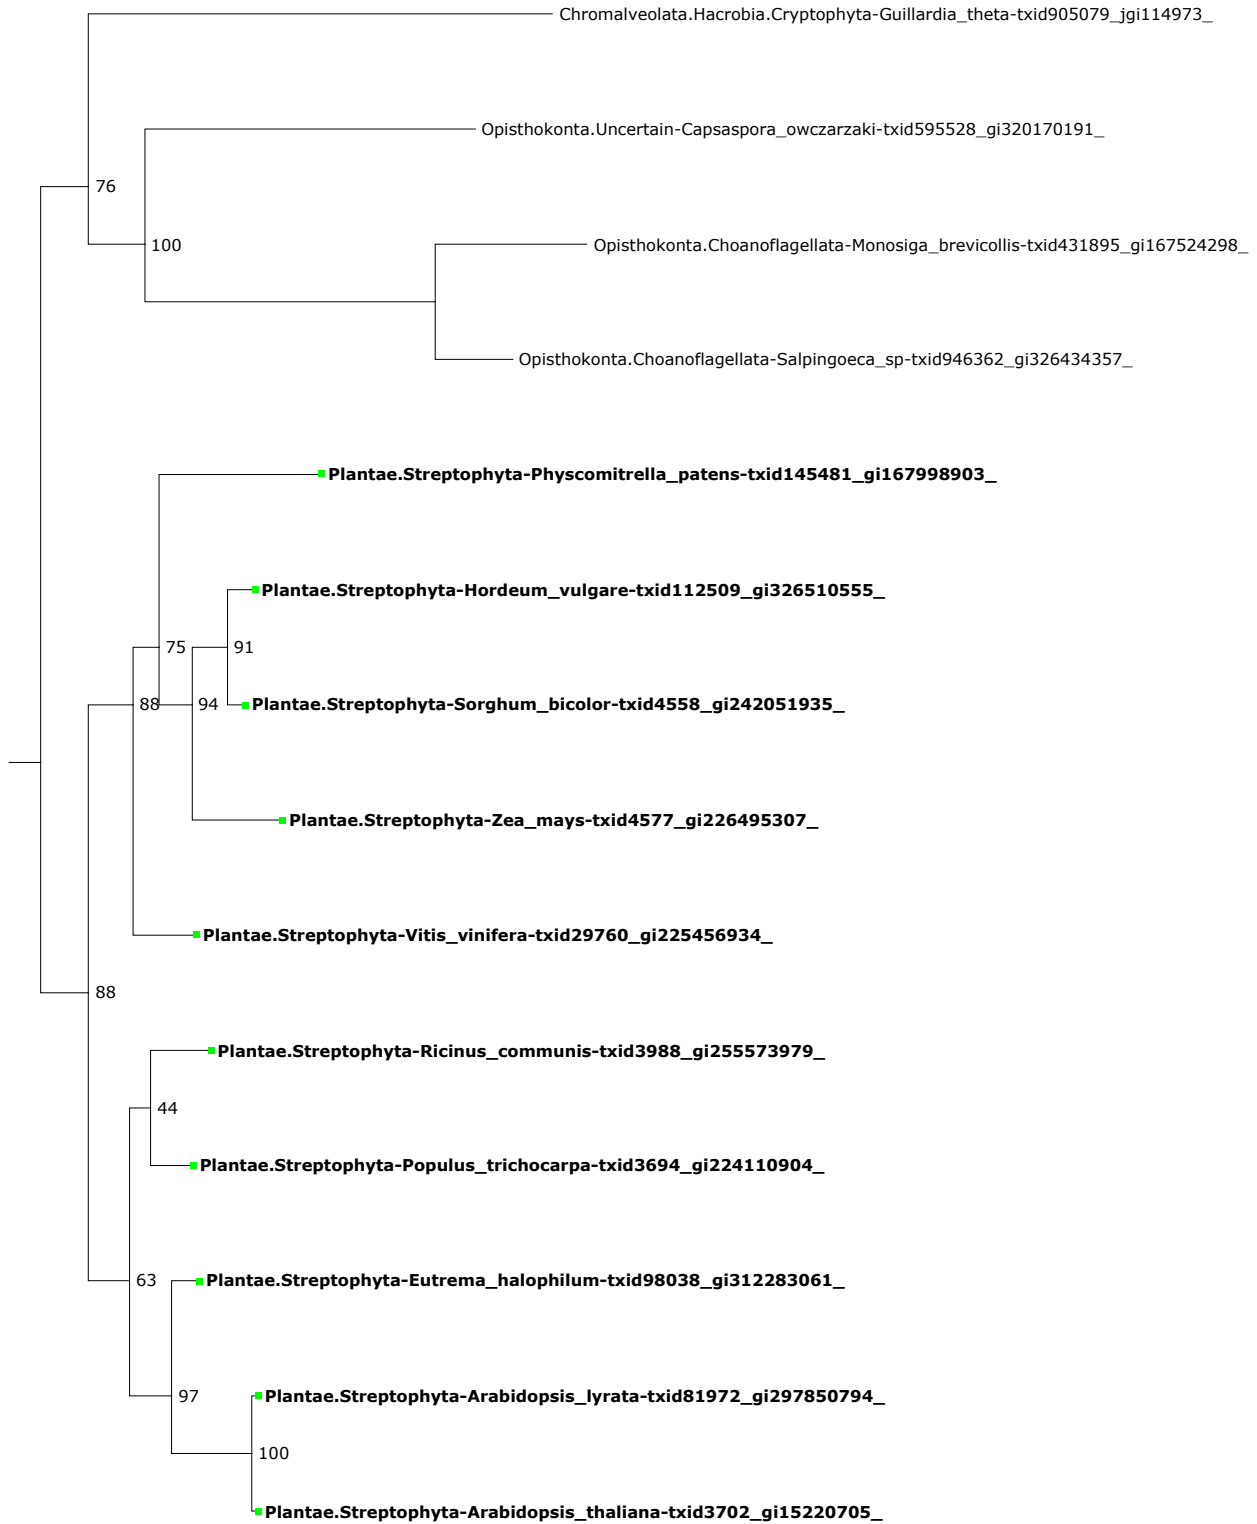 Chromalveolata.Hacrobia.Cryptophyta-Guillardia_theta-txid905079_jgi114973_
Opisthokonta.Uncertain-Capsaspora_owczarzaki-txid595528_gi320170191_
76
100
Opisthokonta.Choanoflagellata-Monosiga_brevicollis-txid431895_gi167524298_
Opisthokonta.Choanoflagellata-Salpingoeca_sp-txid946362_gi326434357_
Plantae.Streptophyta-Physcomitrella_patens-txid145481_gi167998903_
Plantae.Streptophyta-Hordeum_vulgare-txid112509_gi326510555_
75
91
88
94
Plantae.Streptophyta-Sorghum_bicolor-txid4558_gi242051935_
Plantae.Streptophyta-Zea_mays-txid4577_gi226495307_
Plantae.Streptophyta-Vitis_vinifera-txid29760_gi225456934_
88
Plantae.Streptophyta-Ricinus_communis-txid3988_gi255573979_
44
Plantae.Streptophyta-Populus_trichocarpa-txid3694_gi224110904_
63
Plantae.Streptophyta-Eutrema_halophilum-txid98038_gi312283061_
97
Plantae.Streptophyta-Arabidopsis_lyrata-txid81972_gi297850794_
100
Plantae.Streptophyta-Arabidopsis_thaliana-txid3702_gi15220705_